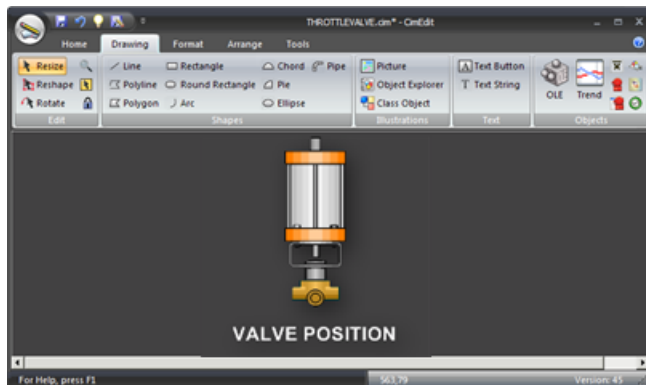 THROTTLEVALVE.cim* - CimEdit
Home Drawing Format Arrange Tools
Resize Line Rectangle Chord Pipe Picture Text Button
Reshape Polyline Round Rectangle Pie Object Explorer Text String
Rotate Polygon Arc Ellipse Class Object OLE Trend
Edit Shapes Illustrations Text Objects
VALVE POSITION
For Help, press F1 563,79 Version: 45